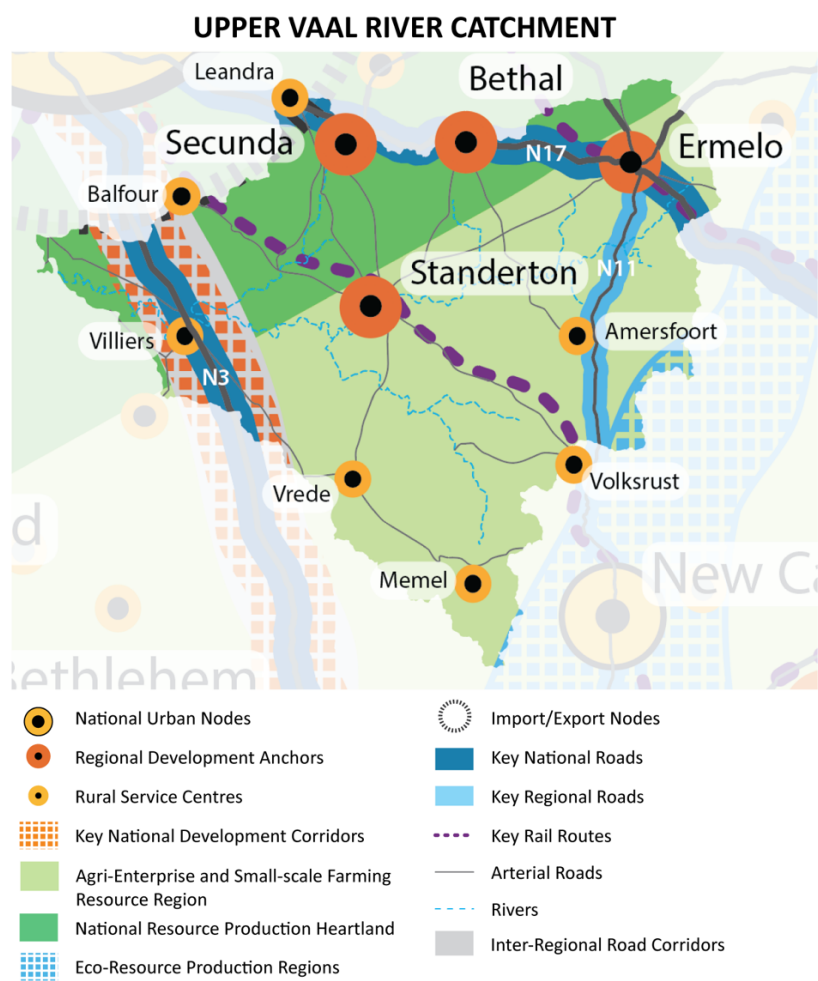 UPPER VAAL RIVER CATCHMENT
Leandra
Bethal
Secunda
N17
Ermelo
Balfour
Standerton
N11
Villiers
Amersfoort
N3
Vrede
Volksrust
d
Memel
New Ca
ethlehem
National Urban Nodes
Regional Development Anchors
Rural Service Centres
Key National Development Corridors
Agri-Enterprise and Small-scale Farming
Resource Region
National Resource Production Heartland
Eco-Resource Production Regions
Import/Export Nodes
Key National Roads
Key Regional Roads
Key Rail Routes
Arterial Roads
Rivers
Inter-Regional Road Corridors